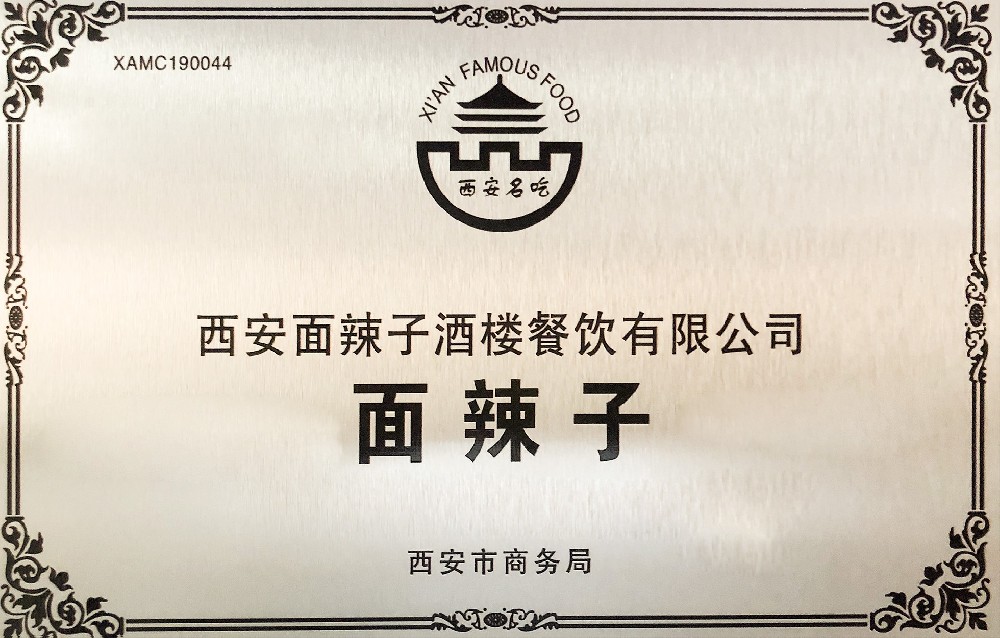 XAMC190044
XI'AN FAMOUS FOOD
西安名吃
西安面辣子酒楼餐饮有限公司
面辣子
西安市商务局